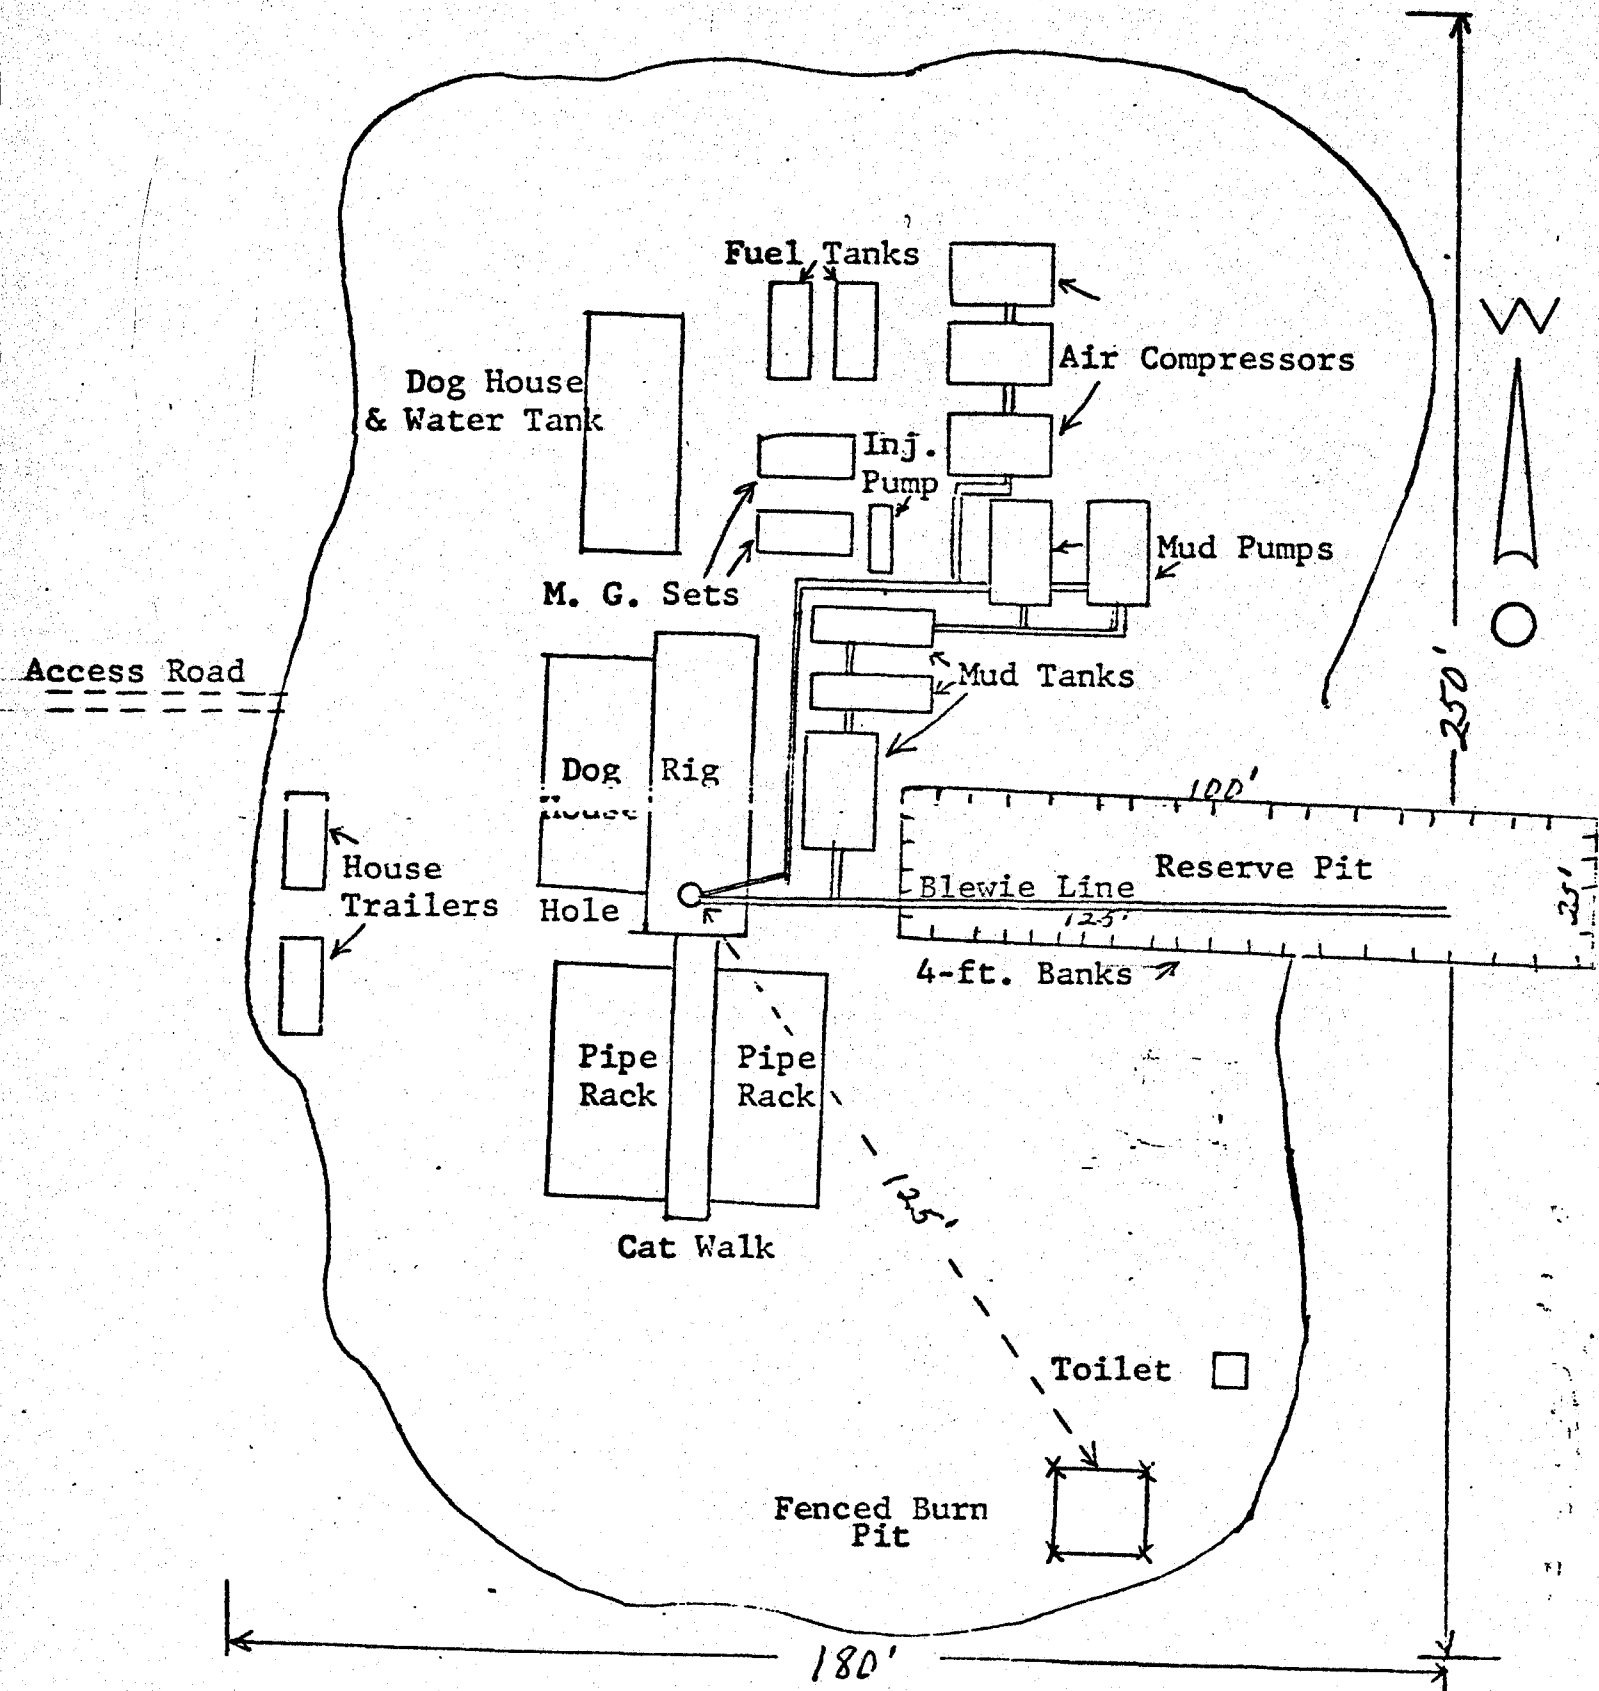 Fuel Tanks
Dog House
& Water Tank
Air Compressors
W
Inj.
Pump
Mud Pumps
M. G. Sets
Access Road
Mud Tanks
250'
Dog
House
Rig
100'
House
Trailers
Hole
Reserve Pit
Blewie Line
125'
25'
4-ft. Banks
Pipe
Rack
Pipe
Rack
125'
Cat Walk
Toilet
Fenced Burn
Pit
180'